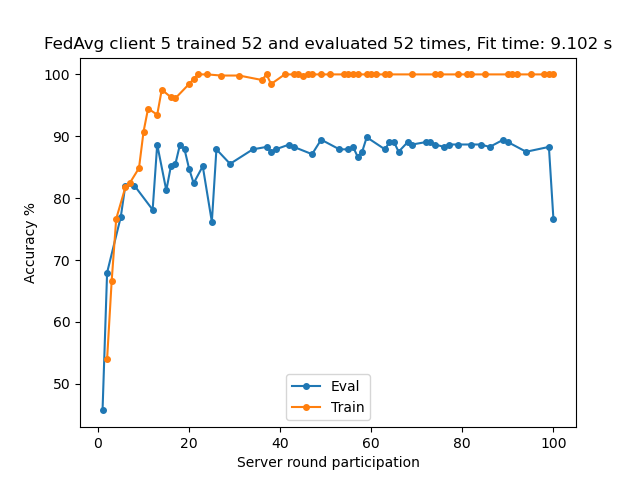 FedAvg client 5 trained 52 and evaluated 52 times, Fit time: 9.102 s
100
90
80
70
60
50
Accuracy %
Eval
Train
0 20 40 60 80 100
Server round participation